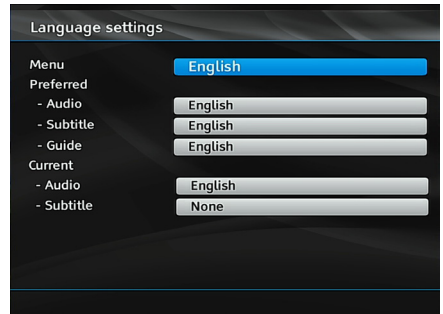 Language settings
Menu English
Preferred
- Audio English
- Subtitle English
- Guide English
Current
- Audio English
- Subtitle None